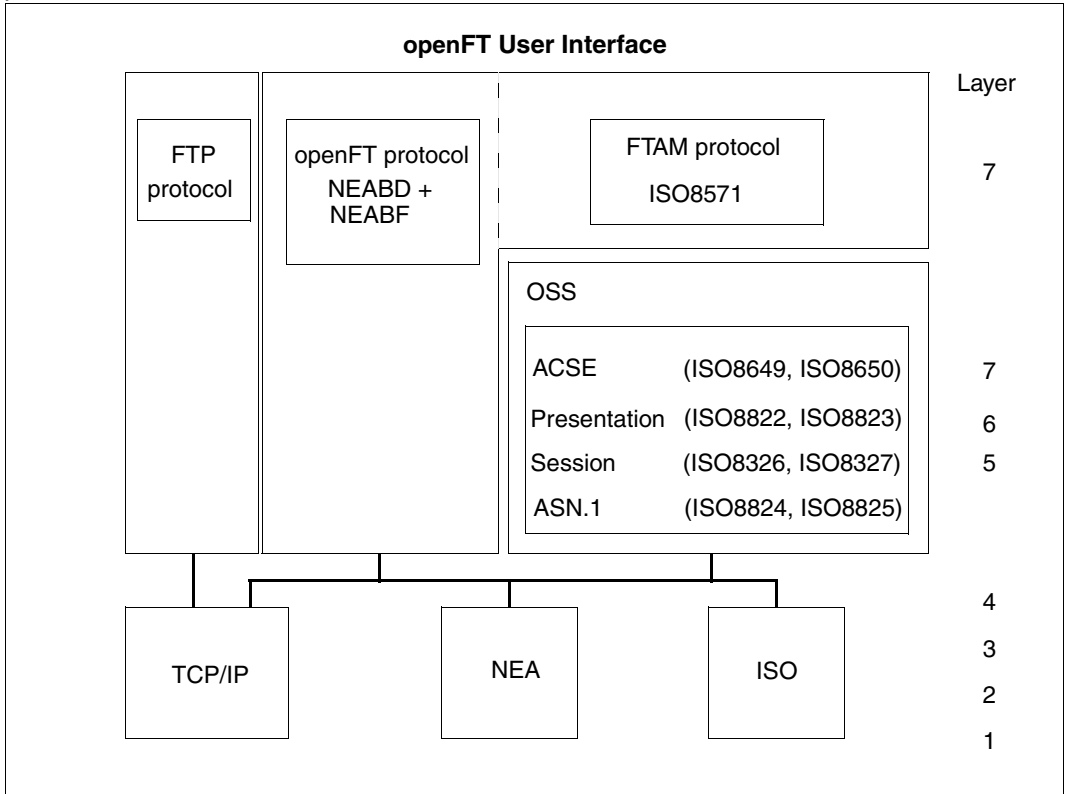 openFT User Interface
Layer
FTP
protocol
openFT protocol
NEABD +
NEABF
FTAM protocol
ISO8571
7
OSS
ACSE (ISO8649, ISO8650) 7
Presentation (ISO8822, ISO8823) 6
Session (ISO8326, ISO8327) 5
ASN.1 (ISO8824, ISO8825)
4
3
TCP/IP
NEA
ISO
2
1